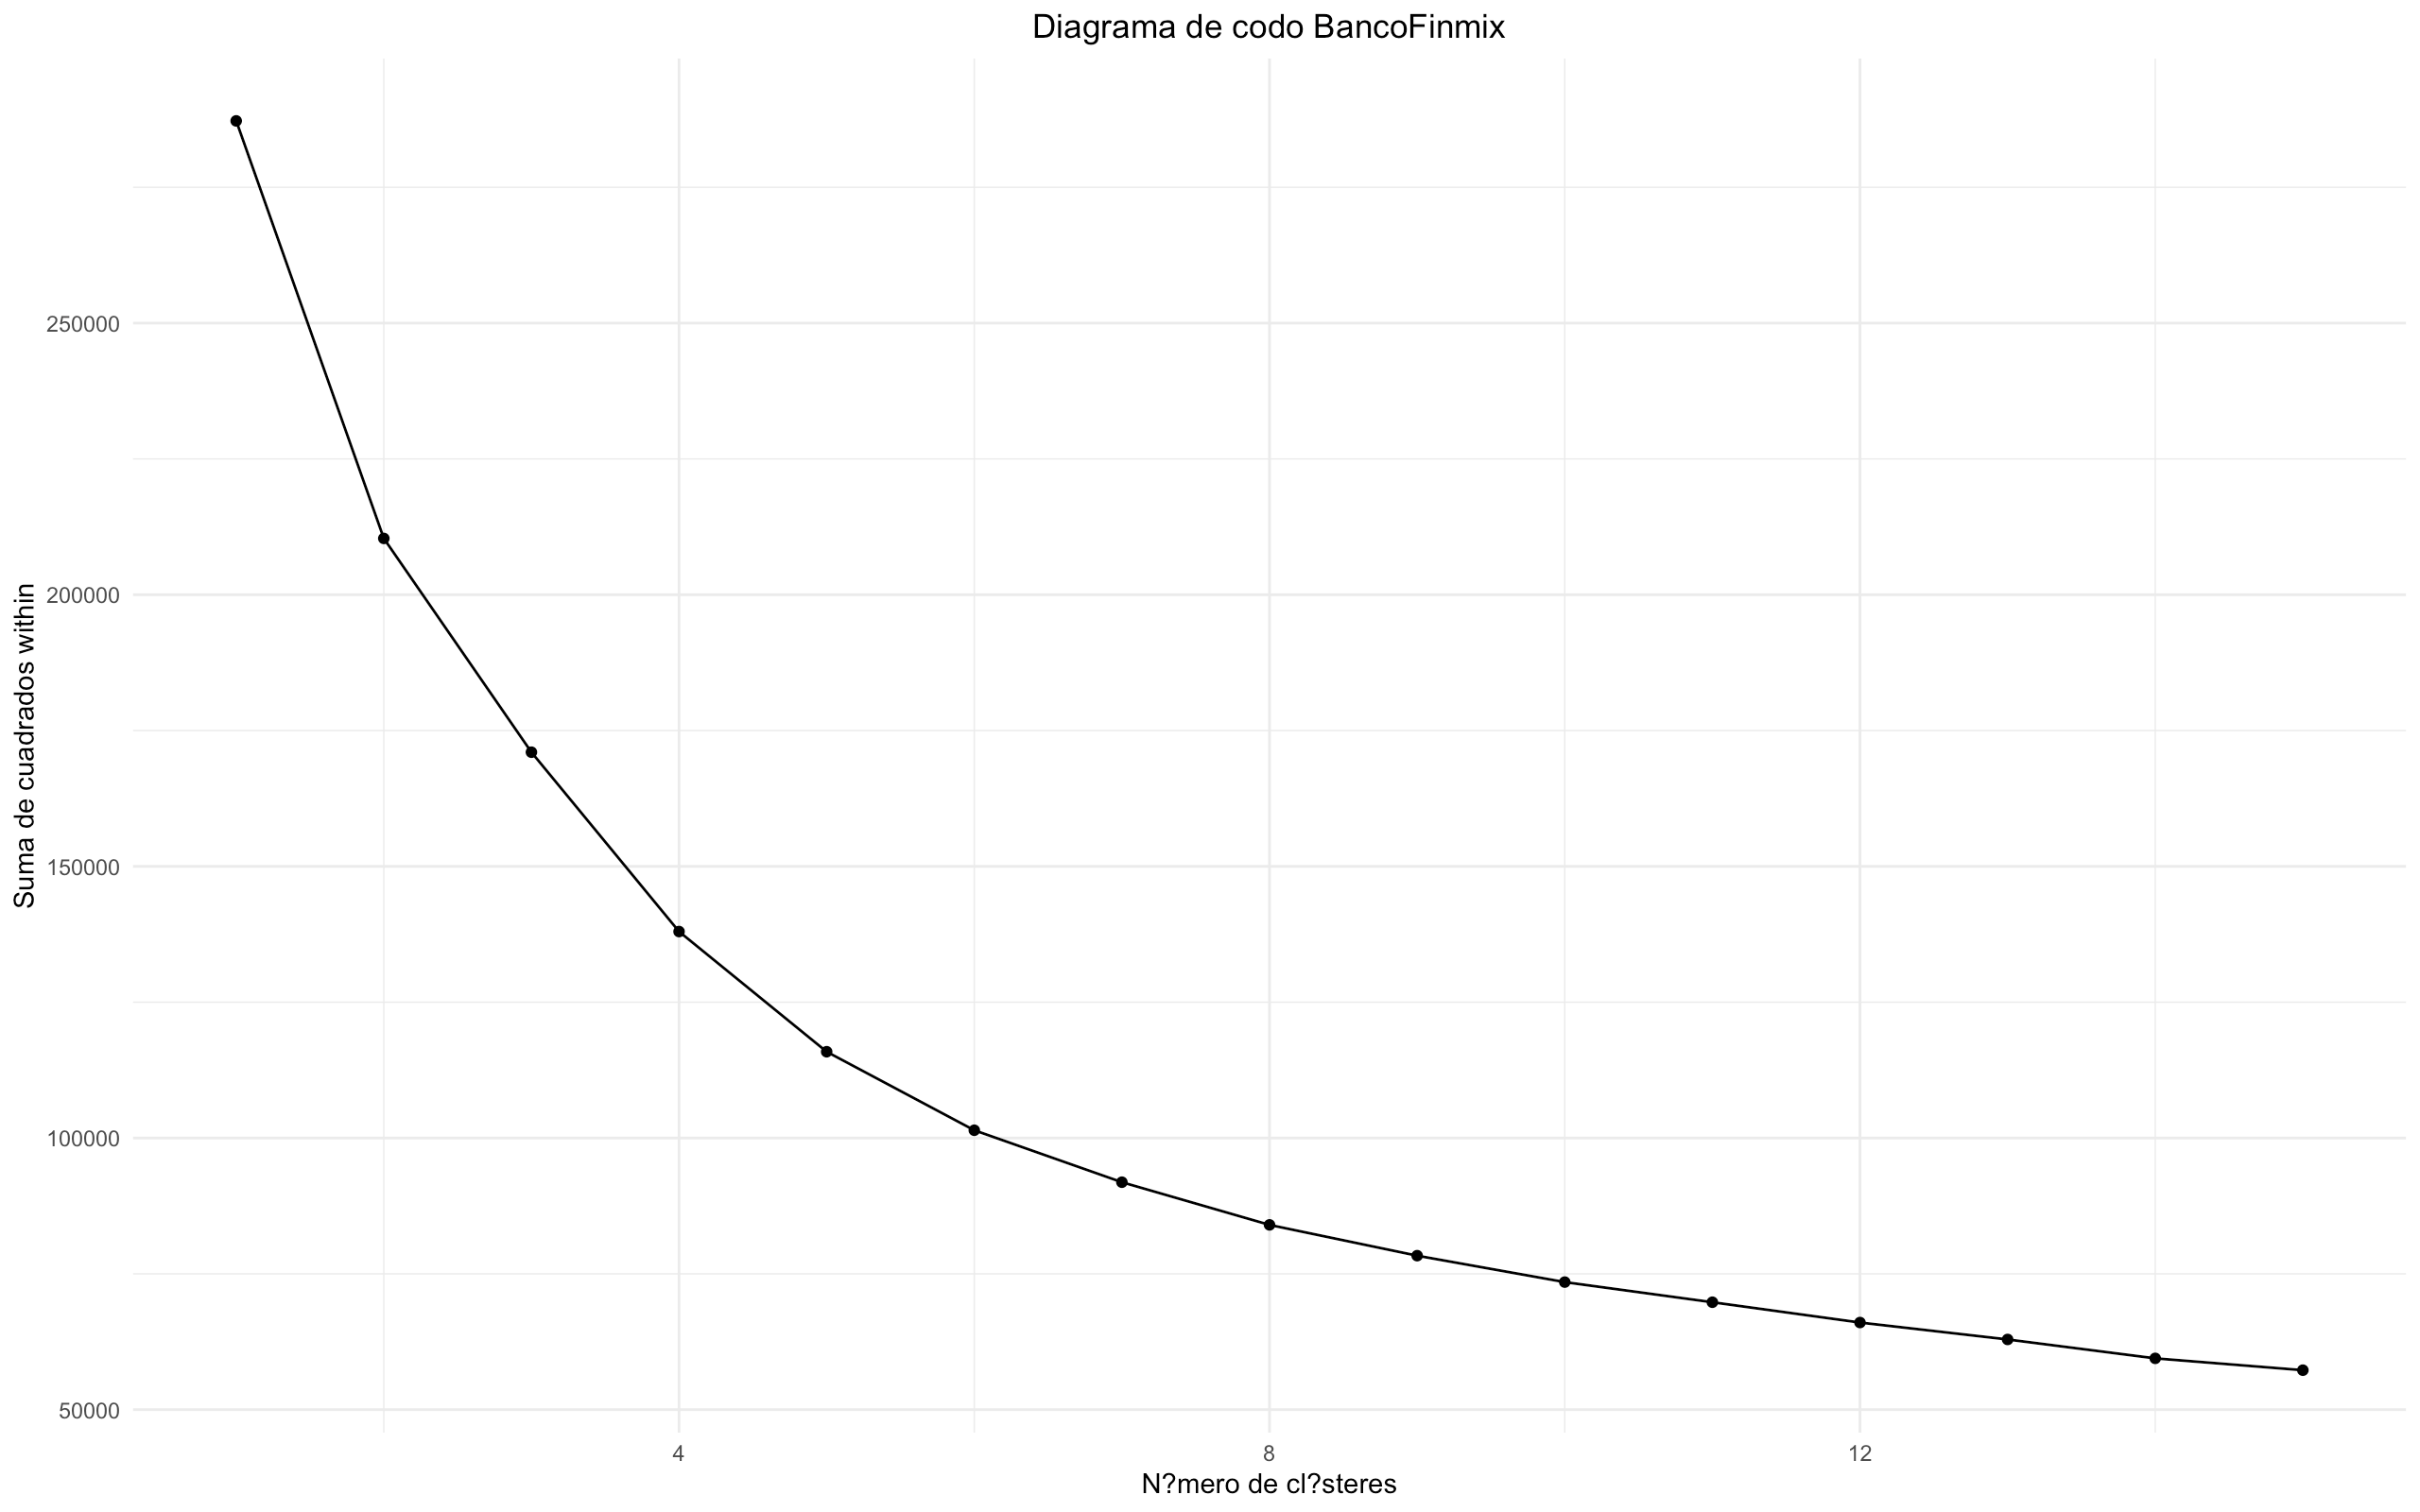 Diagrama de codo BancoFinmix
Suma de cuadrados within
250000
200000
150000
100000
50000
4
8
12
N?mero de cl?steres